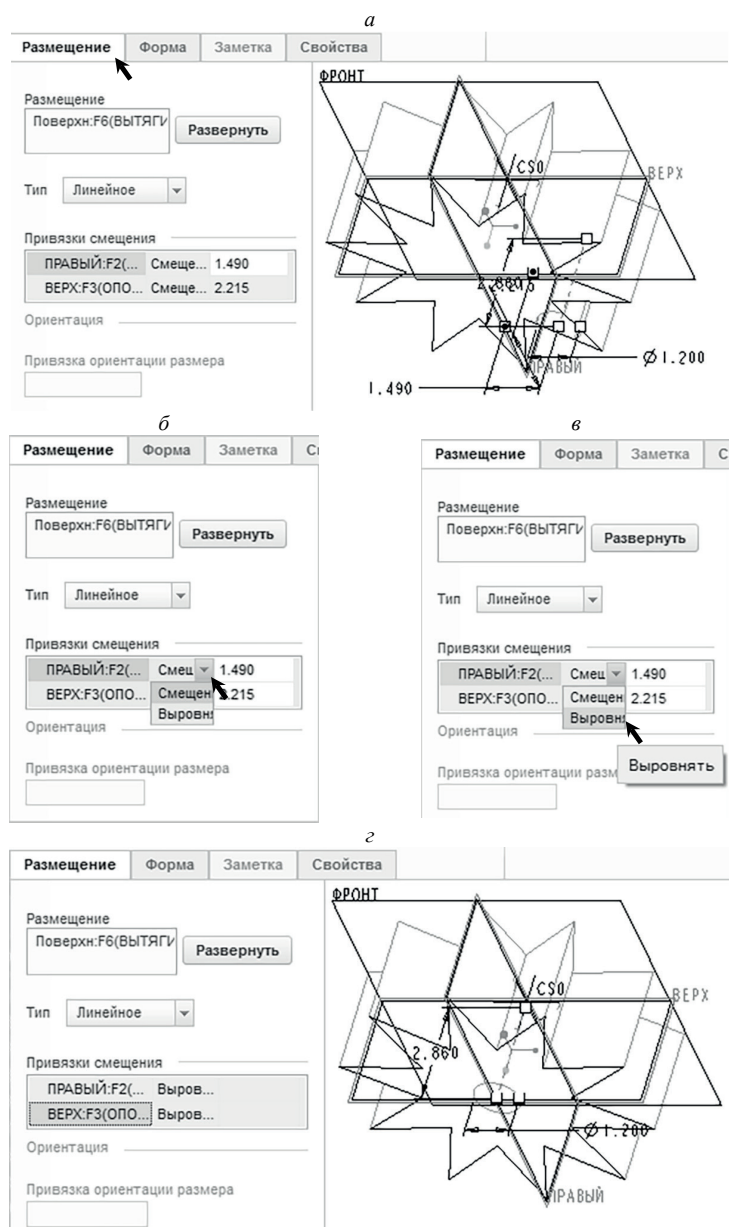 а
Размещение Форма Заметка Свойства
Размещение
Поверхн:F6(ВЫТЯГИ
Развернуть
Тип Линейное
Привязки смещения
ПРАВЫЙ:F2(... Смеще... 1.490
ВЕРХ:F3(ОПО... Смеще... 2.215
Ориентация
Привязка ориентации размера
ФРОНТ
CS0
ВЕРХ
2.215
ПРАВЫЙ
Ø1.200
1.490
б
Размещение Форма Заметка С
Размещение
Поверхн:F6(ВЫТЯГИ
Развернуть
Тип Линейное
Привязки смещения
ПРАВЫЙ:F2(... Смещ 1.490
ВЕРХ:F3(ОПО... Смещен 2.215
Выровня
Ориентация
Привязка ориентации размера
в
Размещение Форма Заметка С
Размещение
Поверхн:F6(ВЫТЯГИ
Развернуть
Тип Линейное
Привязки смещения
ПРАВЫЙ:F2(... Смещ 1.490
ВЕРХ:F3(ОПО... Смещен 2.215
Выровня
Ориентация
Выровнять
Привязка ориентации разм
г
Размещение Форма Заметка Свойства
Размещение
Поверхн:F6(ВЫТЯГИ
Развернуть
Тип Линейное
Привязки смещения
ПРАВЫЙ:F2(... Выров...
ВЕРХ:F3(ОПО... Выров...
Ориентация
Привязка ориентации размера
ФРОНТ
CS0
ВЕРХ
2.860
Ø1.200
ПРАВЫЙ